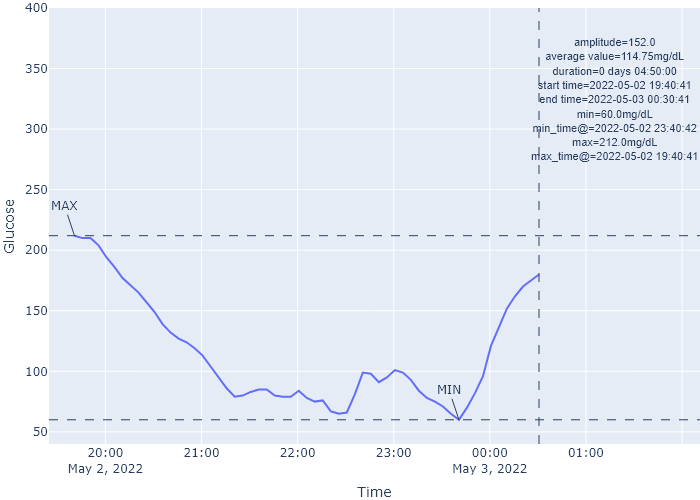 400
350
300
250
200
150
100
50
Glucose
MAX
MIN
amplitude=152.0
average value=114.75mg/dL
duration=0 days 04:50:00
start time=2022-05-02 19:40:41
end time=2022-05-03 00:30:41
min=60.0mg/dL
min_time@=2022-05-02 23:40:42
max=212.0mg/dL
max_time@=2022-05-02 19:40:41
20:00 21:00 22:00 23:00 00:00 01:00
May 2, 2022 May 3, 2022
Time